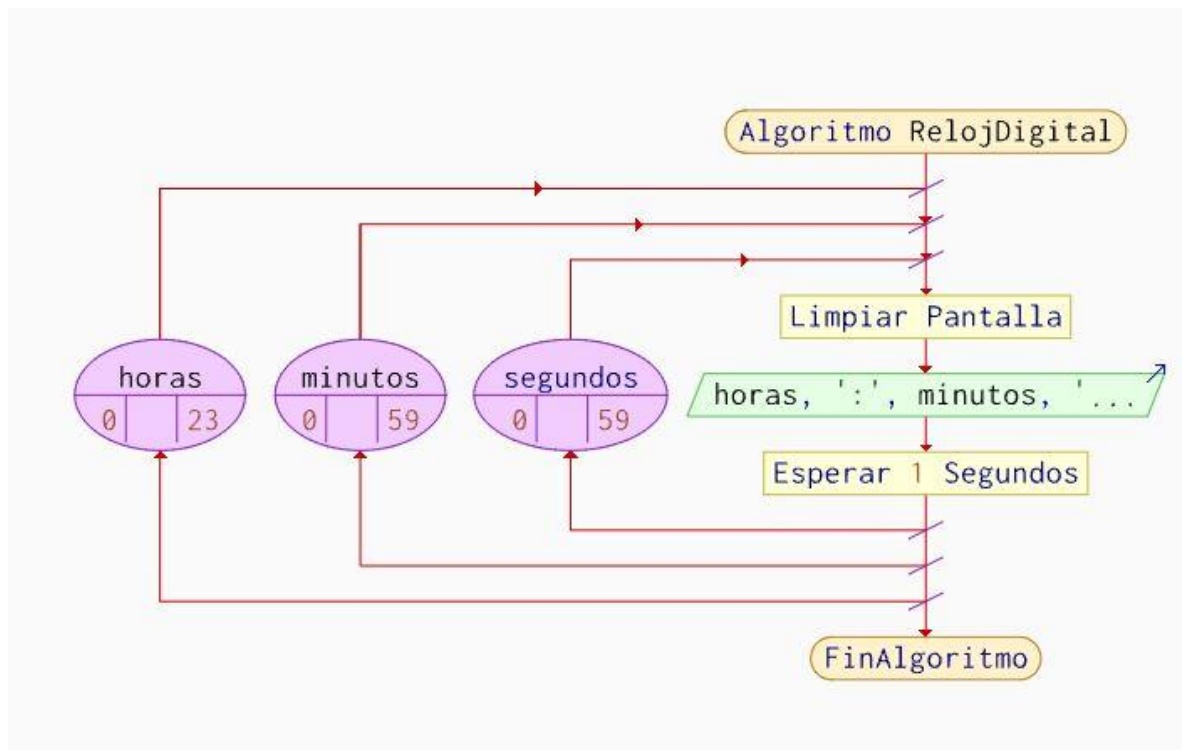 Algoritmo RelojDigital
Limpiar Pantalla
horas
0 23
minutos
0 59
segundos
0 59
horas, ':', minutos, '...
Esperar 1 Segundos
FinAlgoritmo